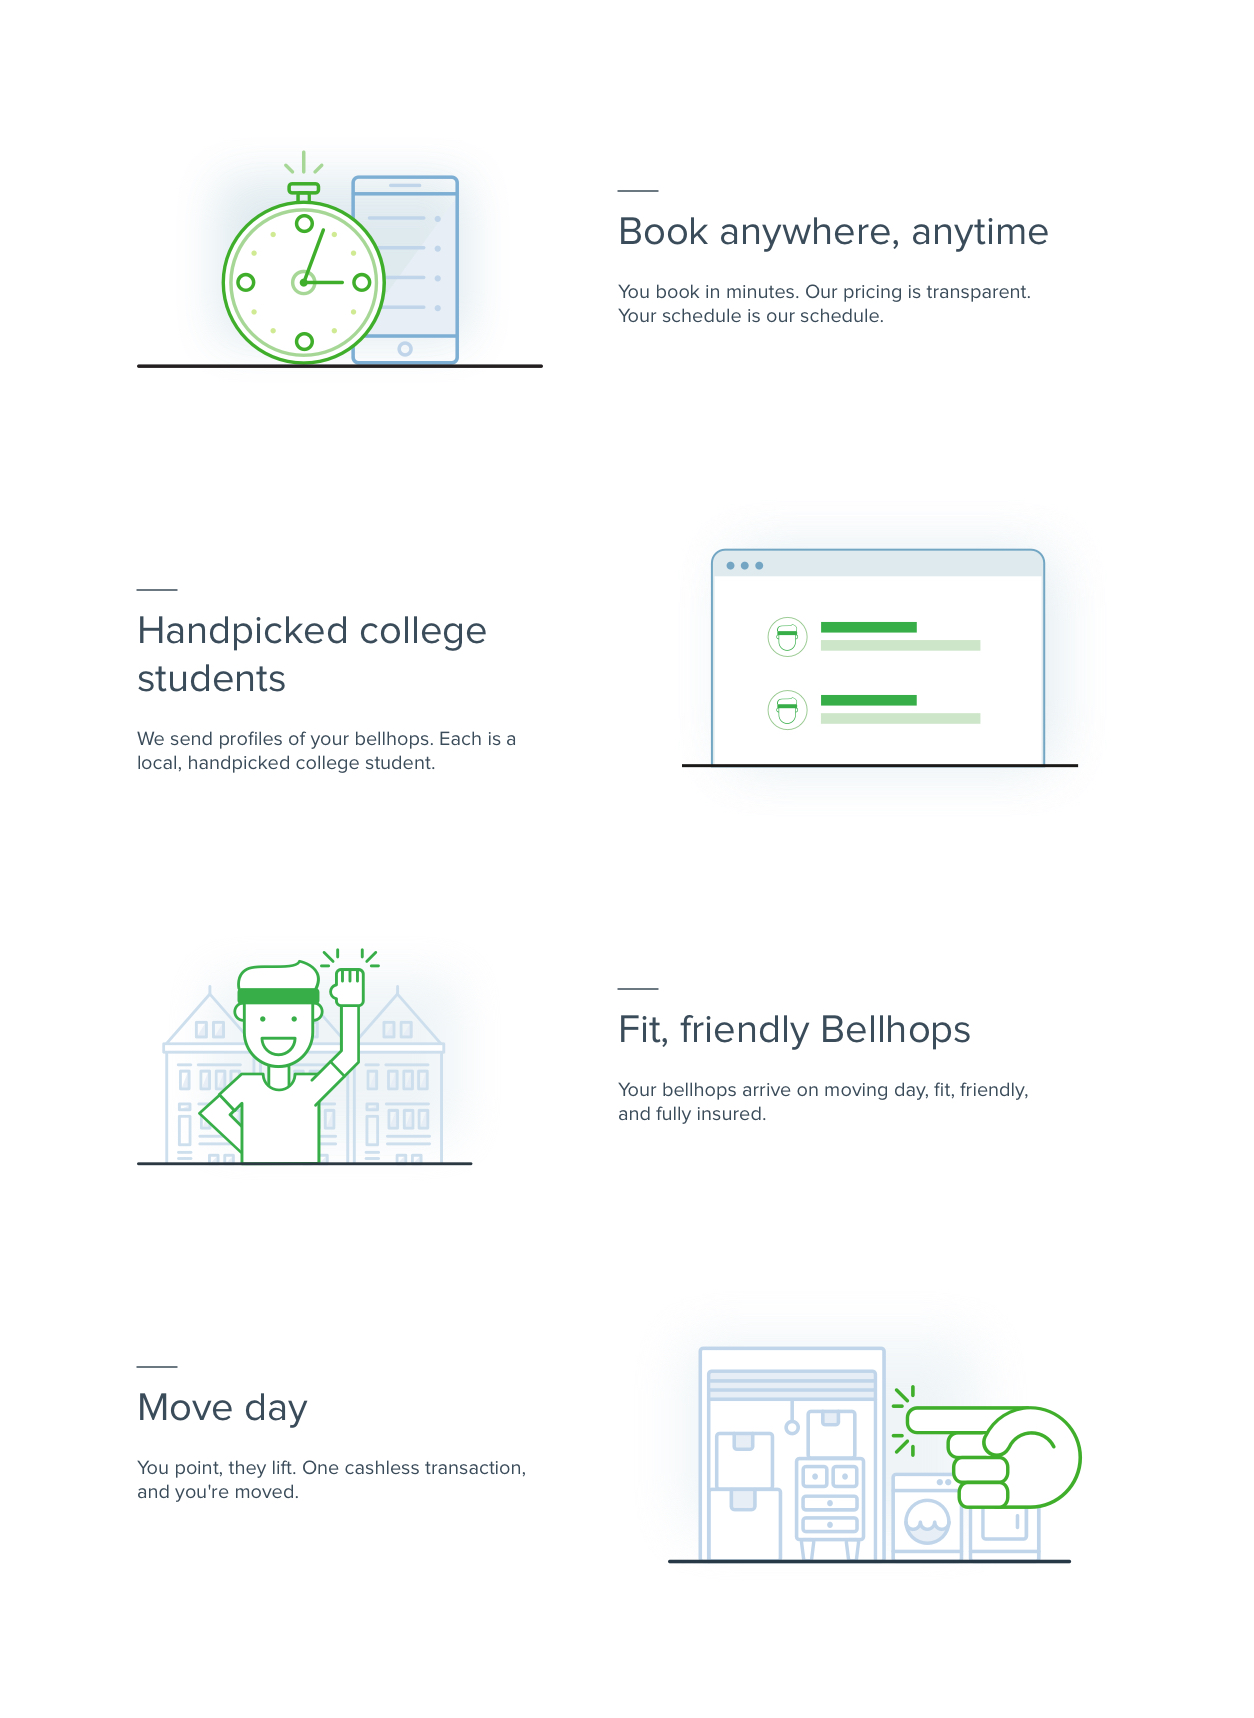 Book anywhere, anytime
You book in minutes. Our pricing is transparent.
Your schedule is our schedule.
Handpicked college
students
We send profiles of your bellhops. Each is a
local, handpicked college student.
Fit, friendly Bellhops
Your bellhops arrive on moving day, fit, friendly,
and fully insured.
Move day
You point, they lift. One cashless transaction,
and you're moved.